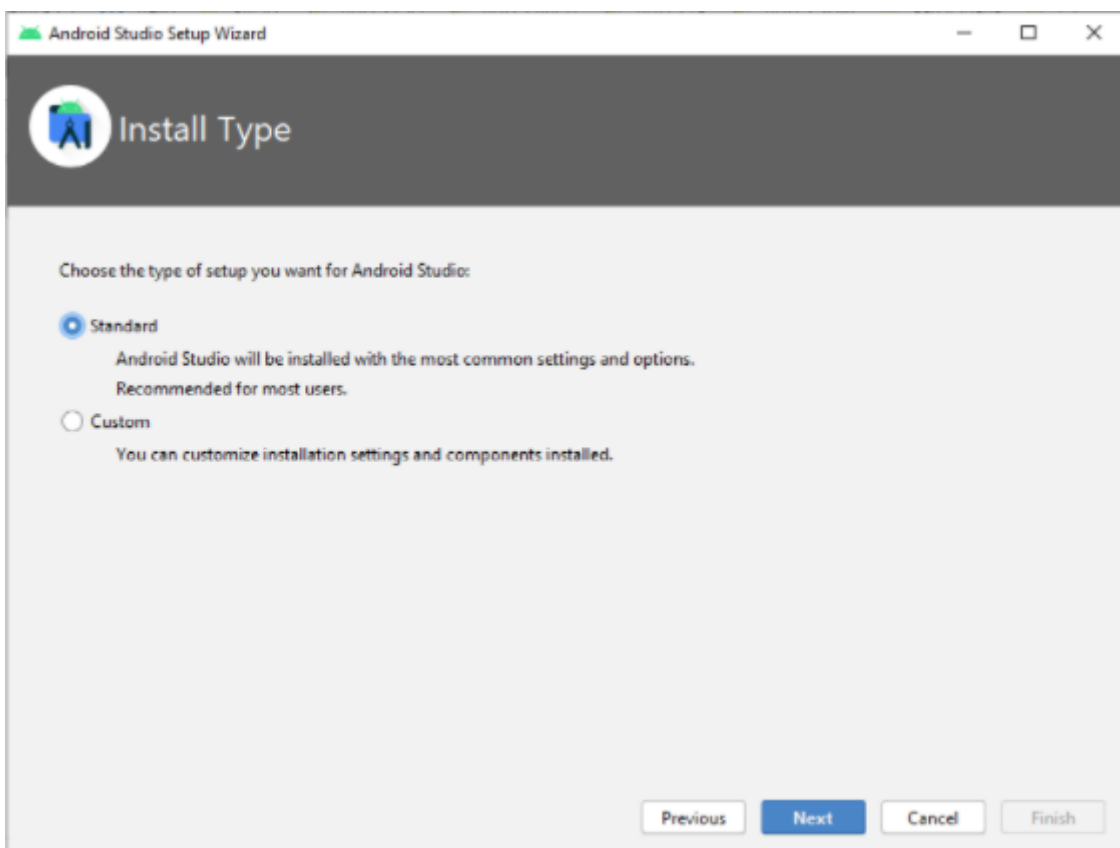 Android Studio Setup Wizard
Install Type
Choose the type of setup you want for Android Studio:
Standard
Android Studio will be installed with the most common settings and options.
Recommended for most users.
Custom
You can customize installation settings and components installed.
Previous
Next
Cancel
Finish